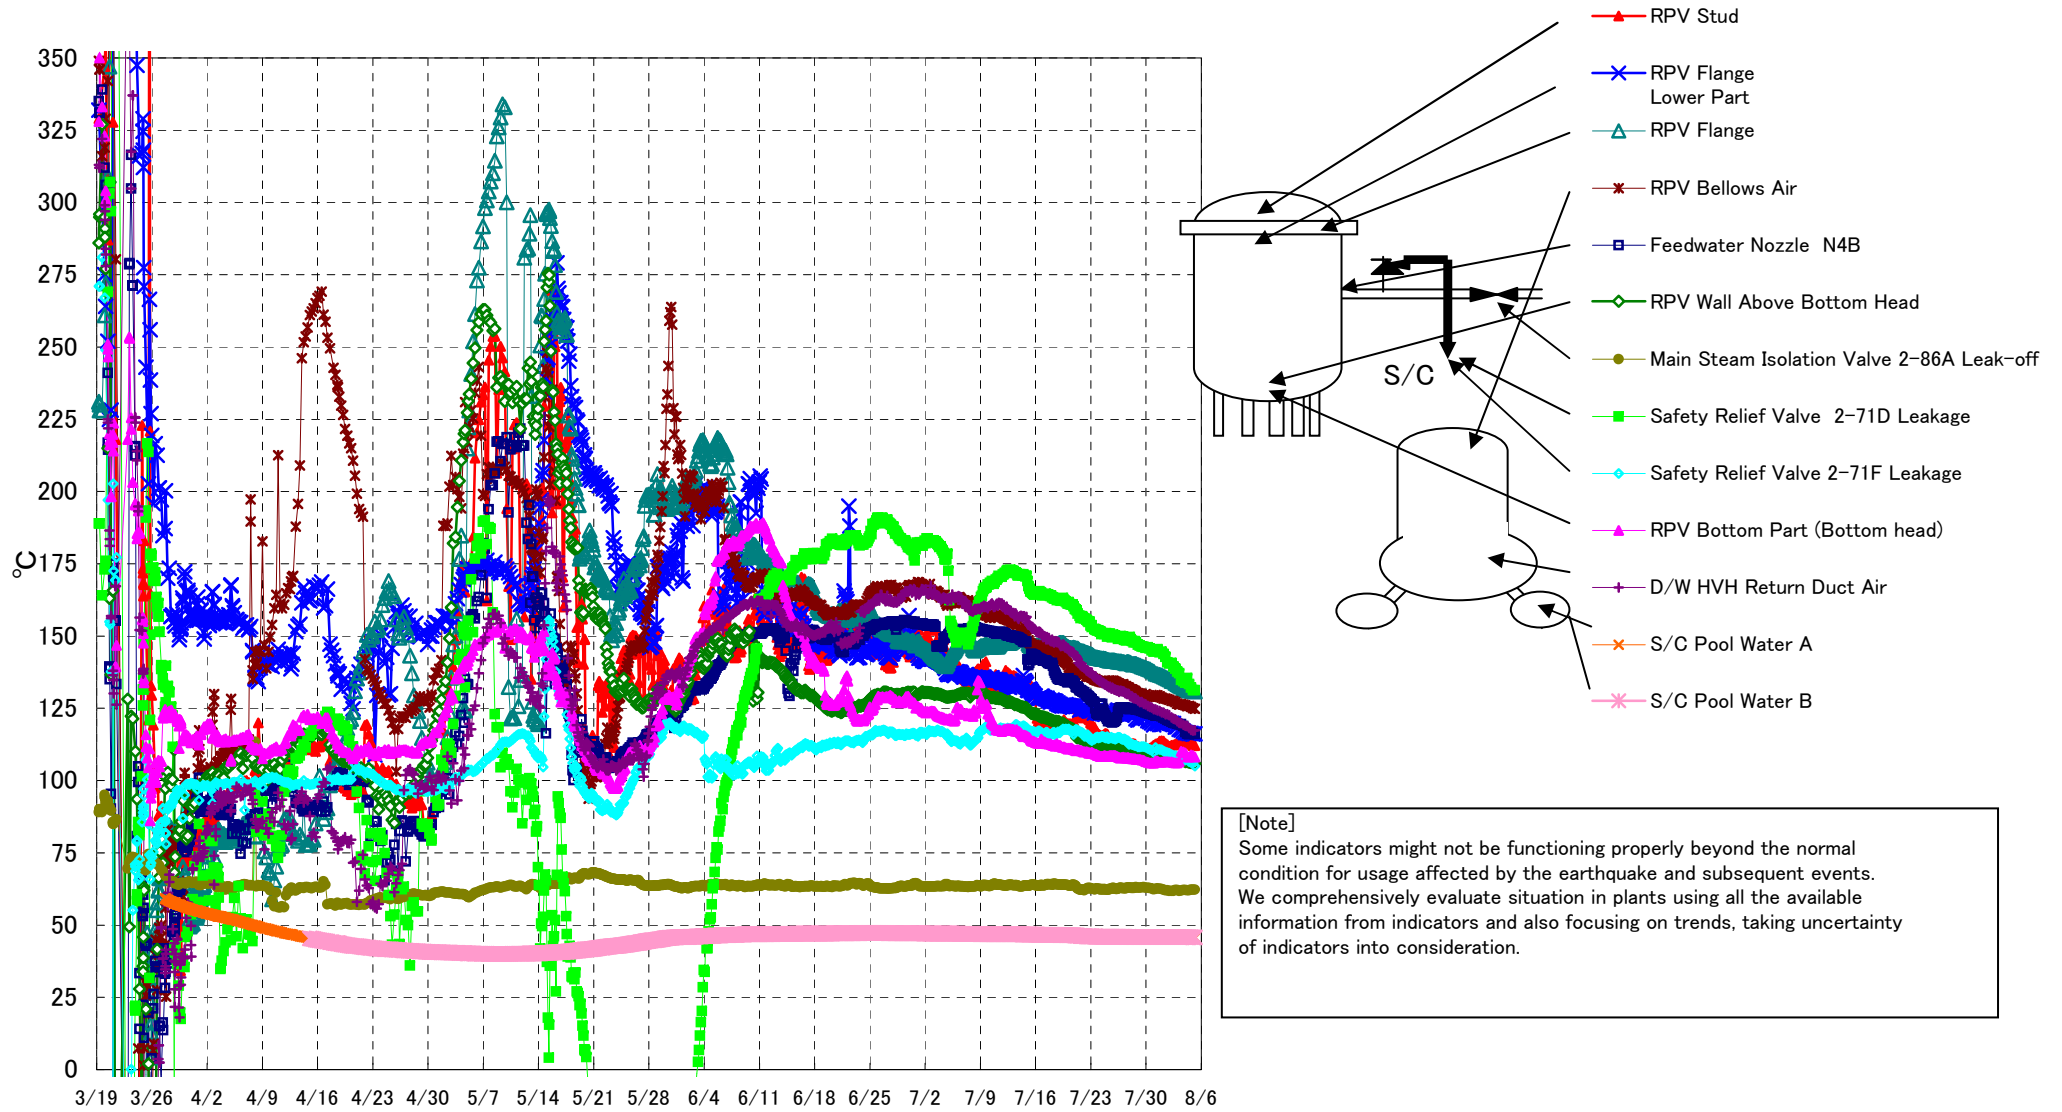 350
325
300
275
250
225
200
175
150
125
100
75
50
25
0
℃
3/19 3/26 4/2 4/9 4/16 4/23 4/30 5/7 5/14 5/21 5/28 6/4 6/11 6/18 6/25 7/2 7/9 7/16 7/23 7/30 8/6
RPV Stud
RPV Flange
Lower Part
RPV Flange
RPV Bellows Air
Feedwater Nozzle N4B
RPV Wall Above Bottom Head
Main Steam Isolation Valve 2-86A Leak-off
Safety Relief Valve 2-71D Leakage
Safety Relief Valve 2-71F Leakage
RPV Bottom Part (Bottom head)
D/W HVH Return Duct Air
S/C Pool Water A
S/C Pool Water B
S/C
[Note]
Some indicators might not be functioning properly beyond the normal
condition for usage affected by the earthquake and subsequent events.
We comprehensively evaluate situation in plants using all the available
information from indicators and also focusing on trends, taking uncertainty
of indicators into consideration.